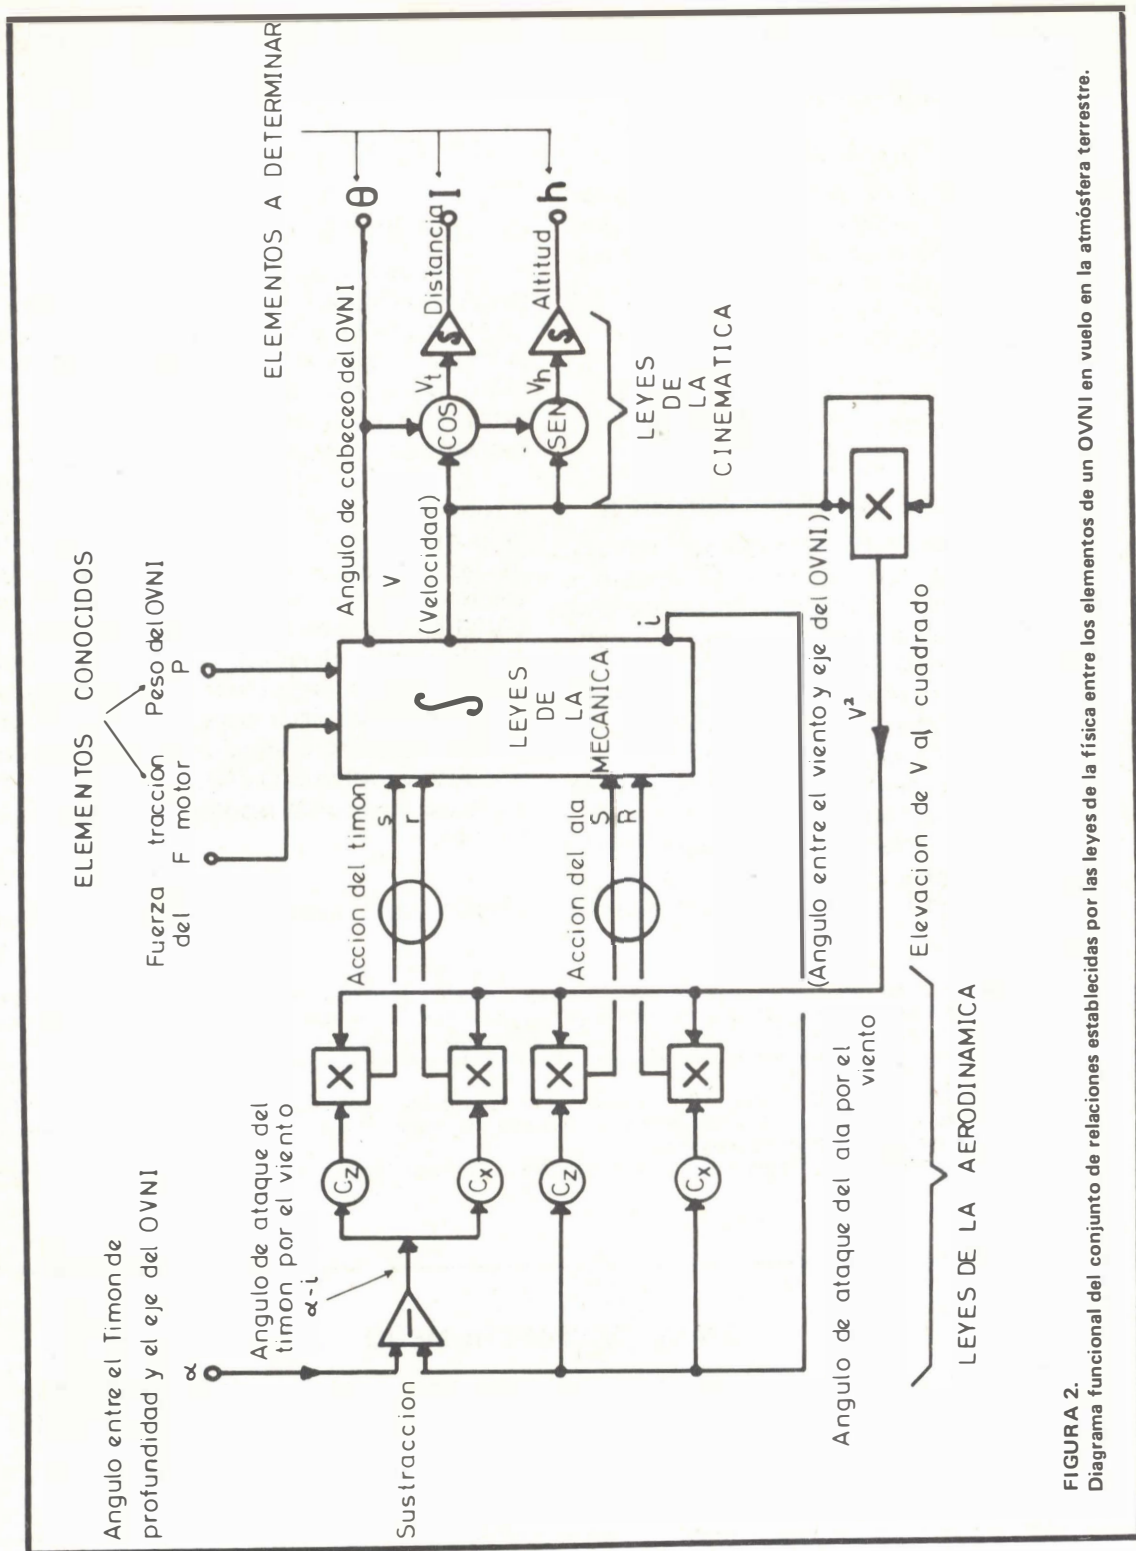 ELEMENTOS CONOCIDOS
Fuerza traccion
del F motor
Peso del OVNI
P
Angulo entre el Timon de
profundidad y el eje del OVNI
α
Angulo de ataque del
timon por el viento
α-i
Sustraccion
Cz
Cx
Cz
Cx
X
X
X
X
Accion del timon
s
r
Accion del ala
S
R
∫
LEYES
DE
LA
MECANICA
i
Angulo de cabeceo del OVNI
V
(Velocidad)
COS
SEN
Vt
Vh
Distancia
Altitud
S
S
θ
l
h
ELEMENTOS A DETERMINAR
LEYES
DE
LA
CINEMATICA
(Angulo entre el viento y eje del OVNI)
V²
X
Elevacion de V al cuadrado
Angulo de ataque del ala por el
viento
LEYES DE LA AERODINAMICA
FIGURA 2.
Diagrama funcional del conjunto de relaciones establecidas por las leyes de la física entre los elementos de un OVNI en vuelo en la atmósfera terrestre.